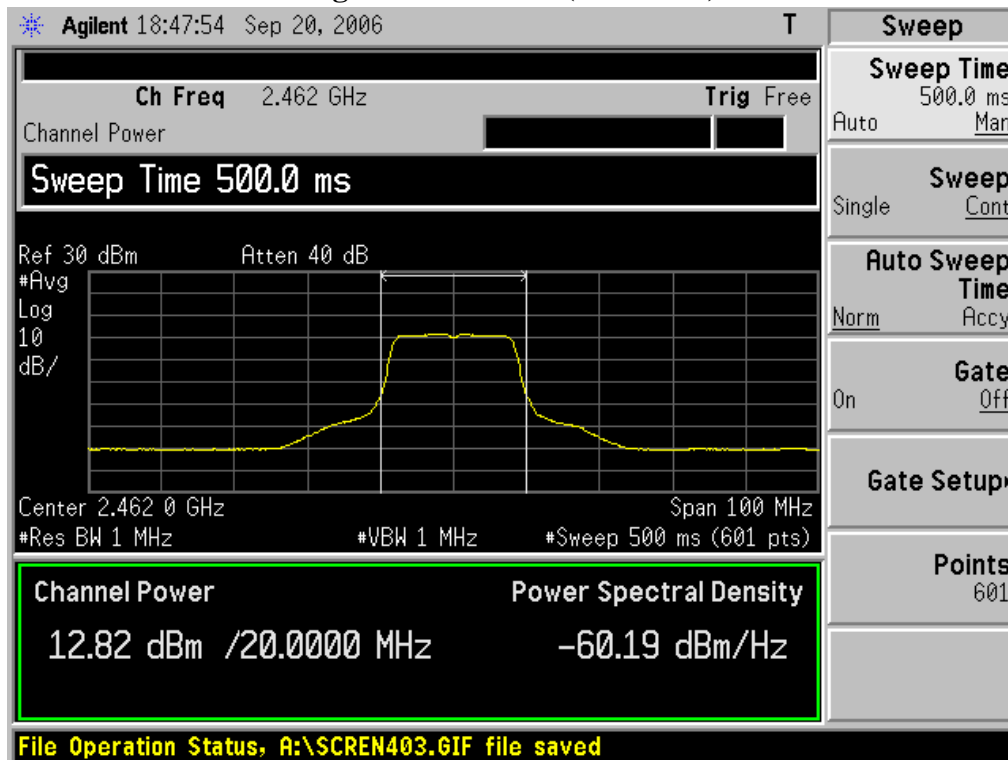 Agilent 18:47:54 Sep 20, 2006 T
Ch Freq 2.462 GHz Trig Free
Channel Power
Sweep Time 500.0 ms
Ref 30 dBm Atten 40 dB
#Avg
Log
10
dB/
Center 2.462 0 GHz Span 100 MHz
#Res BW 1 MHz #VBW 1 MHz #Sweep 500 ms (601 pts)
Channel Power Power Spectral Density
12.82 dBm /20.0000 MHz -60.19 dBm/Hz
File Operation Status, A:\SCREN403.GIF file saved
Sweep
Sweep Time
500.0 ms
Auto Man
Sweep
Single Cont
Auto Sweep
Time
Norm Accy
Gate
On Off
Gate Setup
Points
601